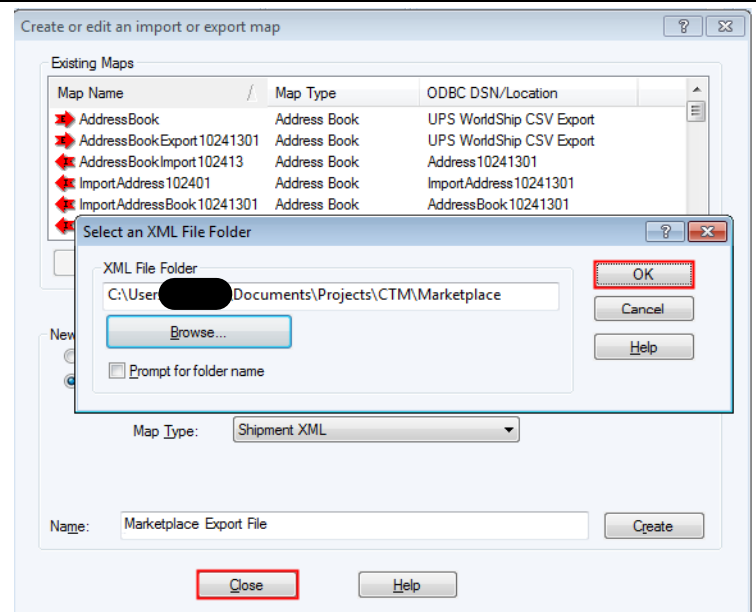 Create or edit an import or export map
Existing Maps
Map Name Map Type ODBC DSN/Location
AddressBook Address Book UPS WorldShip CSV Export
AddressBookExport10241301 Address Book UPS WorldShip CSV Export
AddressBookImport102413 Address Book Address10241301
ImportAddress102401 Address Book ImportAddress10241301
ImportAddressBook10241301 Address Book AddressBook10241301
Select an XML File Folder
XML File Folder
C:\User Documents\Projects\CTM\Marketplace
OK
Cancel
Browse...
Help
New
Prompt for folder name
Map Type: Shipment XML
Name: Marketplace Export File Create
Close Help